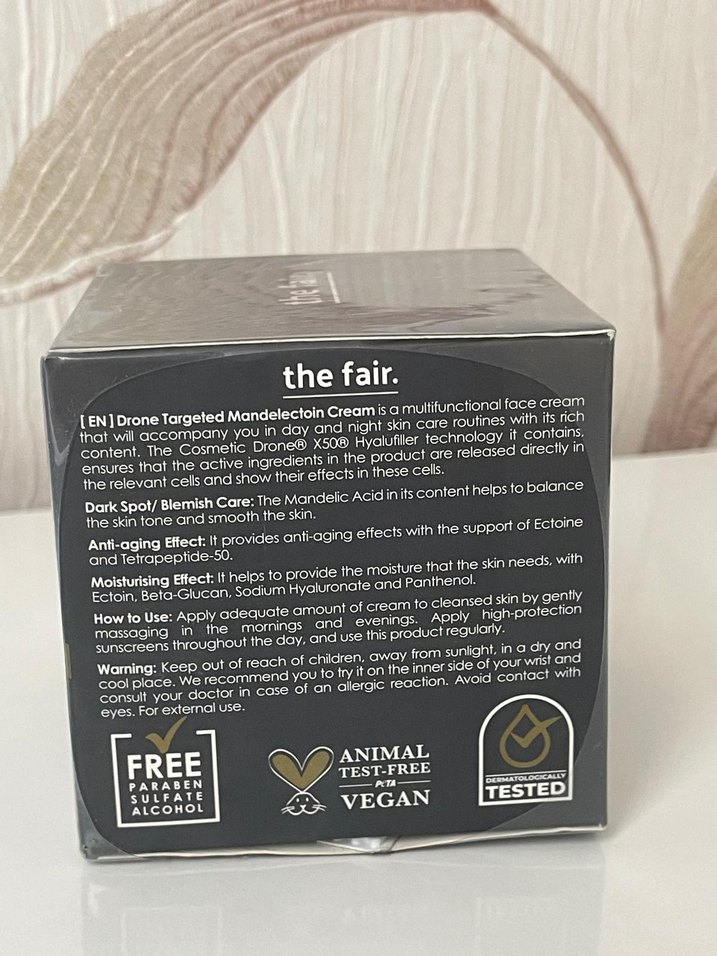 the fair.
the fair.
[ EN ] Drone Targeted Mandelectoin Cream is a multifunctional face cream
that will accompany you in day and night skin care routines with its rich
content. The Cosmetic Drone® X50® Hyalufiller technology it contains,
ensures that the active ingredients in the product are released directly in
the relevant cells and show their effects in these cells.
Dark Spot/ Blemish Care: The Mandelic Acid in its content helps to balance
the skin tone and smooth the skin.
Anti-aging Effect: It provides anti-aging effects with the support of Ectoine
and Tetrapeptide-50.
Moisturising Effect: It helps to provide the moisture that the skin needs, with
Ectoin, Beta-Glucan, Sodium Hyaluronate and Panthenol.
How to Use: Apply adequate amount of cream to cleansed skin by gently
massaging in the mornings and evenings. Apply high-protection
sunscreens throughout the day, and use this product regularly.
Warning: Keep out of reach of children, away from sunlight, in a dry and
cool place. We recommend you to try it on the inner side of your wrist and
consult your doctor in case of an allergic reaction. Avoid contact with
eyes. For external use.
FREE
PARABEN
SULFATE
ALCOHOL
ANIMAL
TEST-FREE
PETA
VEGAN
DERMATOLOGICALLY
TESTED